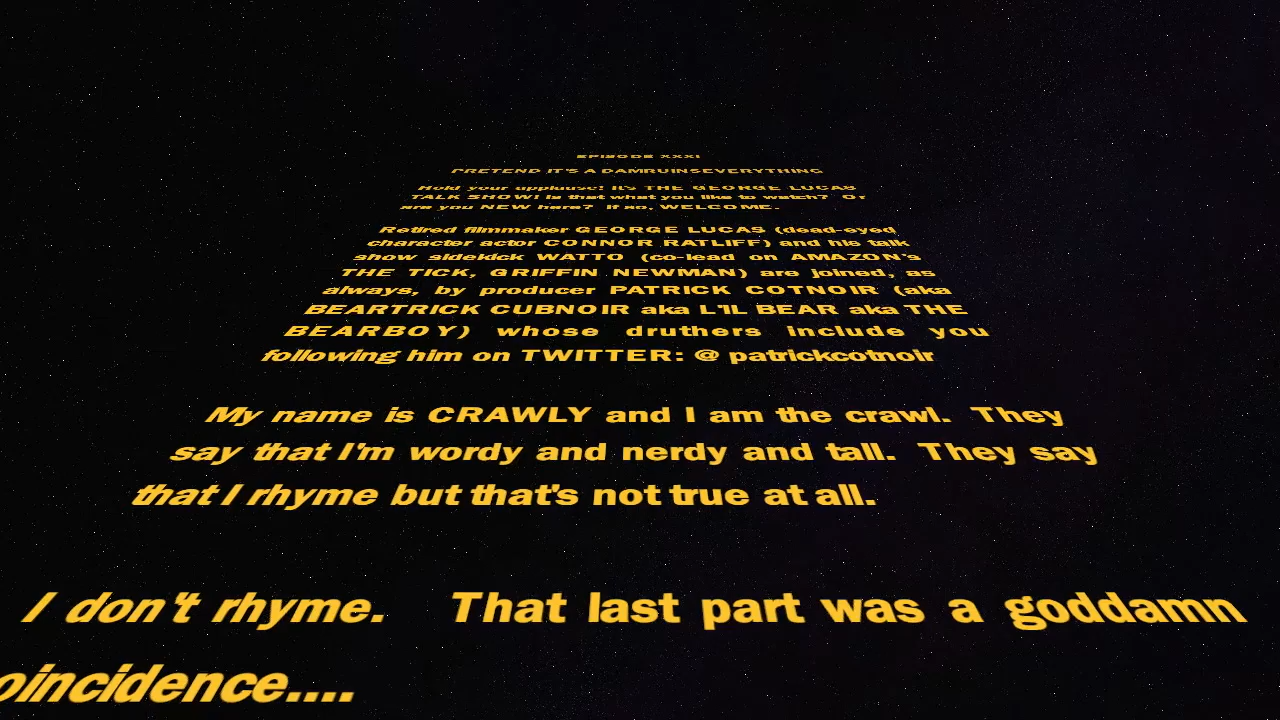 EPISODE XXXI
PRETEND IT'S A DAMRUINSEVERYTHING
Hold your applause! It's THE GEORGE LUCAS
TALK SHOW! Is that what you like to watch? Or
are you NEW here? If so, WELCOME.
Retired filmmaker GEORGE LUCAS (dead-eyed
character actor CONNOR RATLIFF) and his talk
show sidekick WATTO (co-lead on AMAZON's
THE TICK, GRIFFIN NEWMAN) are joined, as
always, by producer PATRICK COTNOIR (aka
BEARTRICK CUBNOIR aka L'IL BEAR aka THE
BEARBOY) whose druthers include you
following him on TWITTER: @ patrickcotnoir
My name is CRAWLY and I am the crawl. They
say that I'm wordy and nerdy and tall. They say
that I rhyme but that's not true at all.
I don't rhyme. That last part was a goddamn
oincidence....